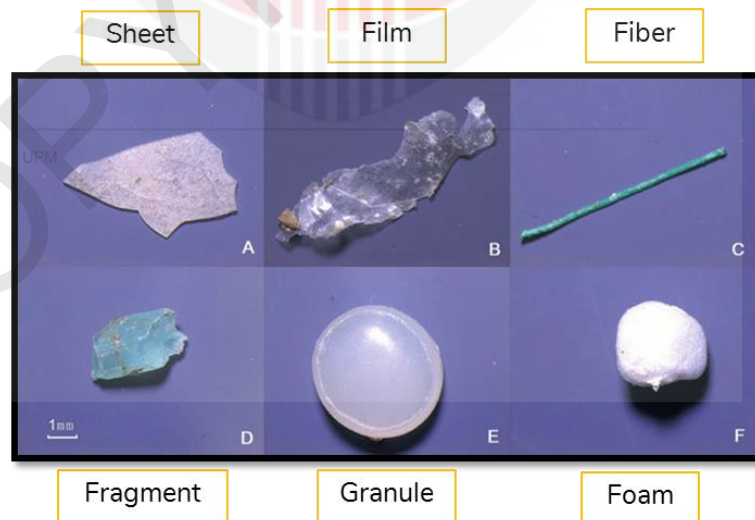 Sheet
Film
Fiber
UPM
A
B
C
1mm
D
E
F
Fragment
Granule
Foam